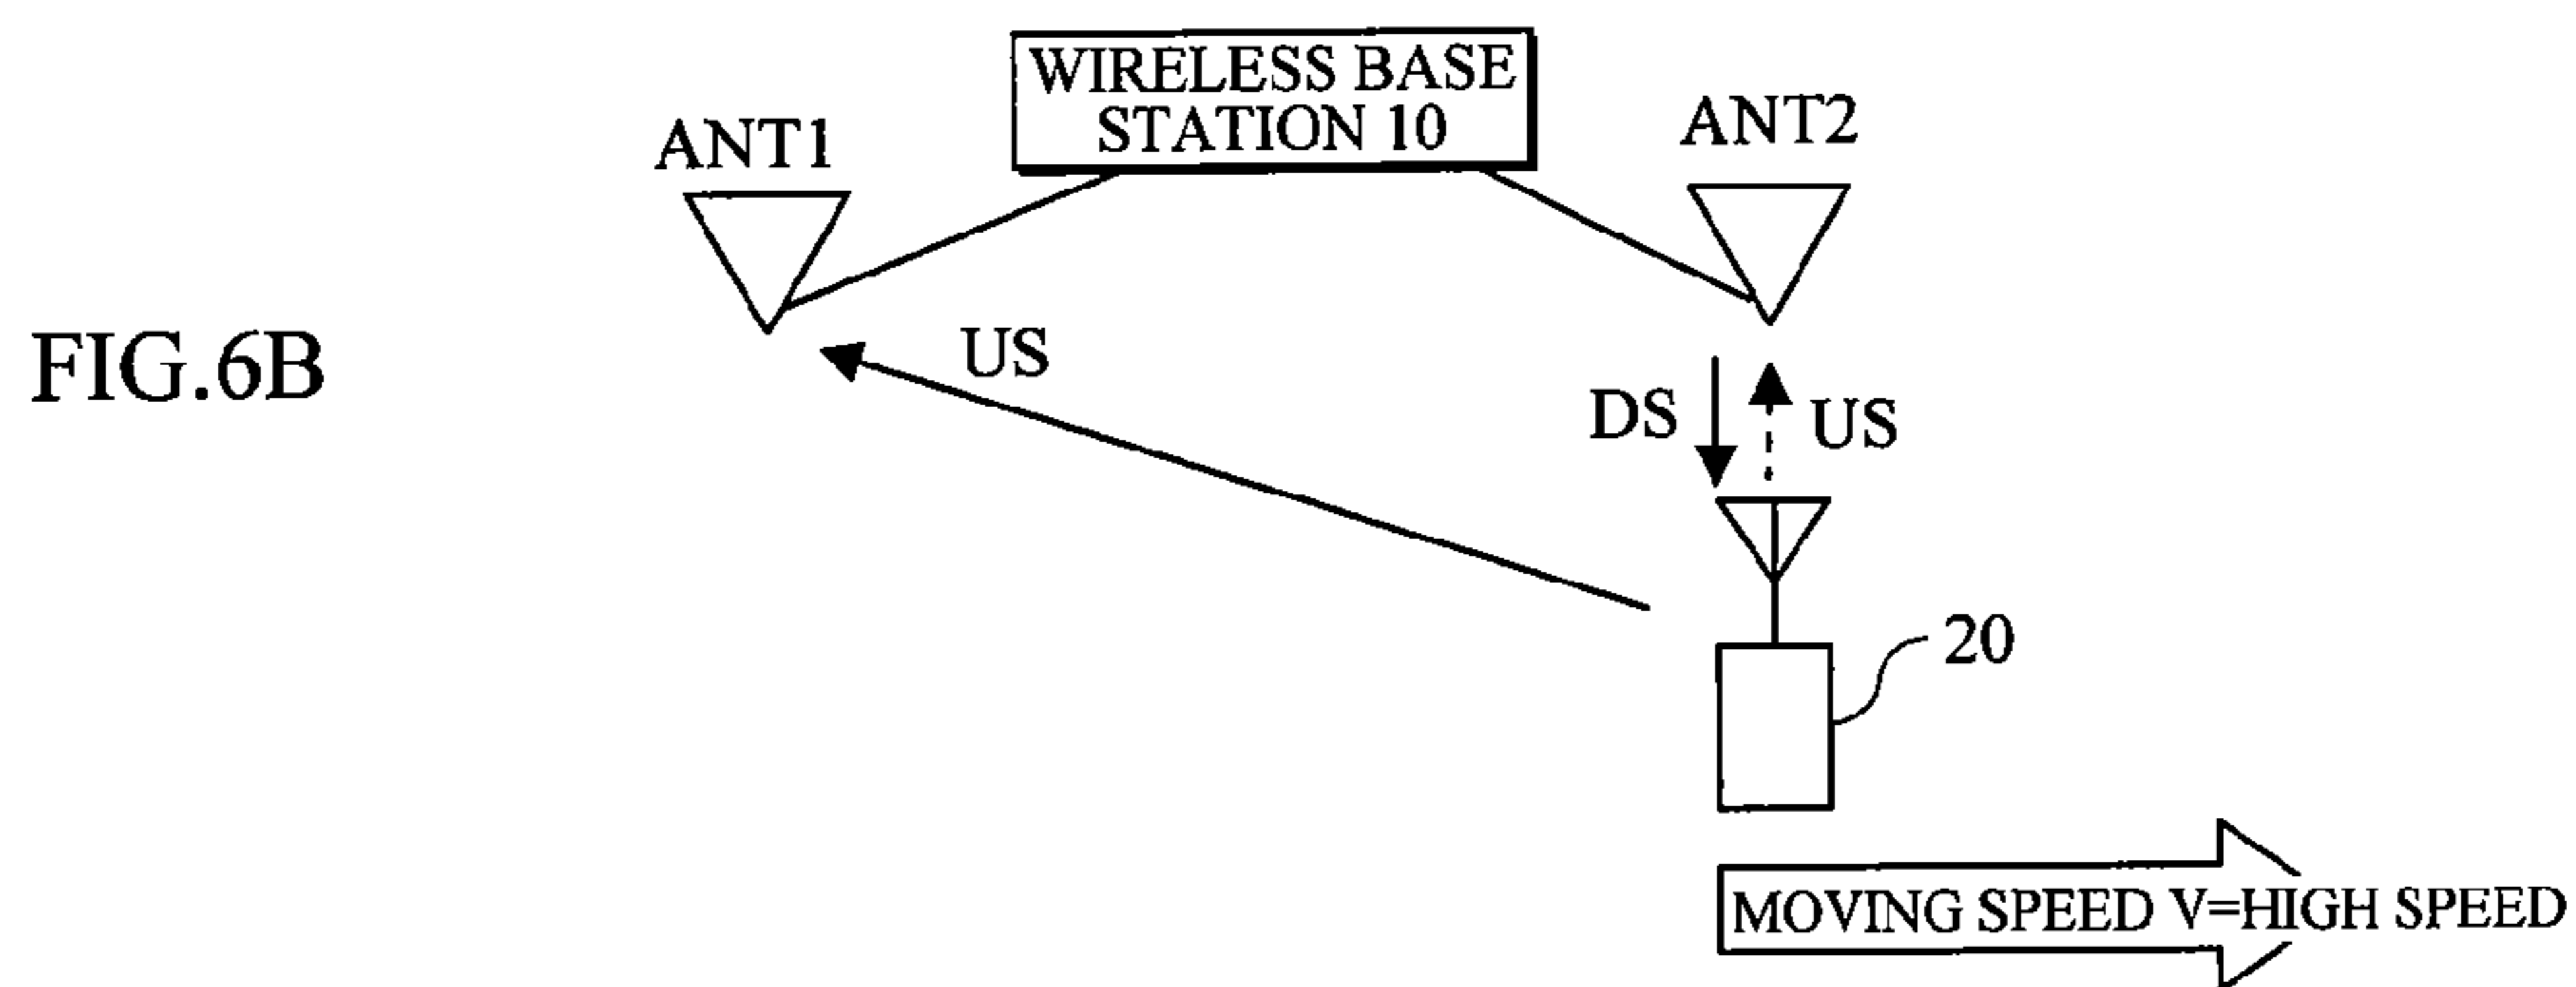 WIRELESS BASE
STATION 10
ANT1
ANT2
FIG.6B
US
DS
US
20
MOVING SPEED V=HIGH SPEED